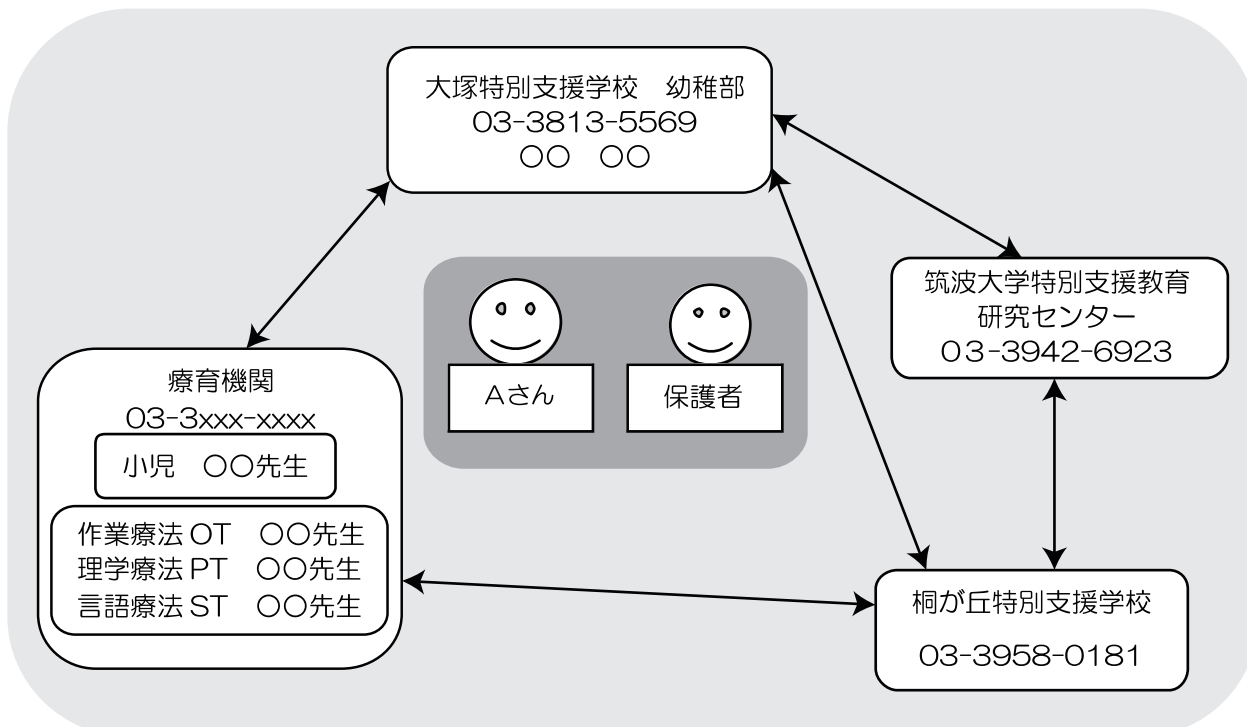 大塚特別支援学校　幼稚部
03-3813-5569
○○　○○
筑波大学特別支援教育
研究センター
03-3942-6923
Aさん
保護者
療育機関
03-3xxx-xxxx
小児　○○先生
作業療法 OT　○○先生
理学療法 PT　○○先生
言語療法 ST　○○先生
桐が丘特別支援学校
03-3958-0181